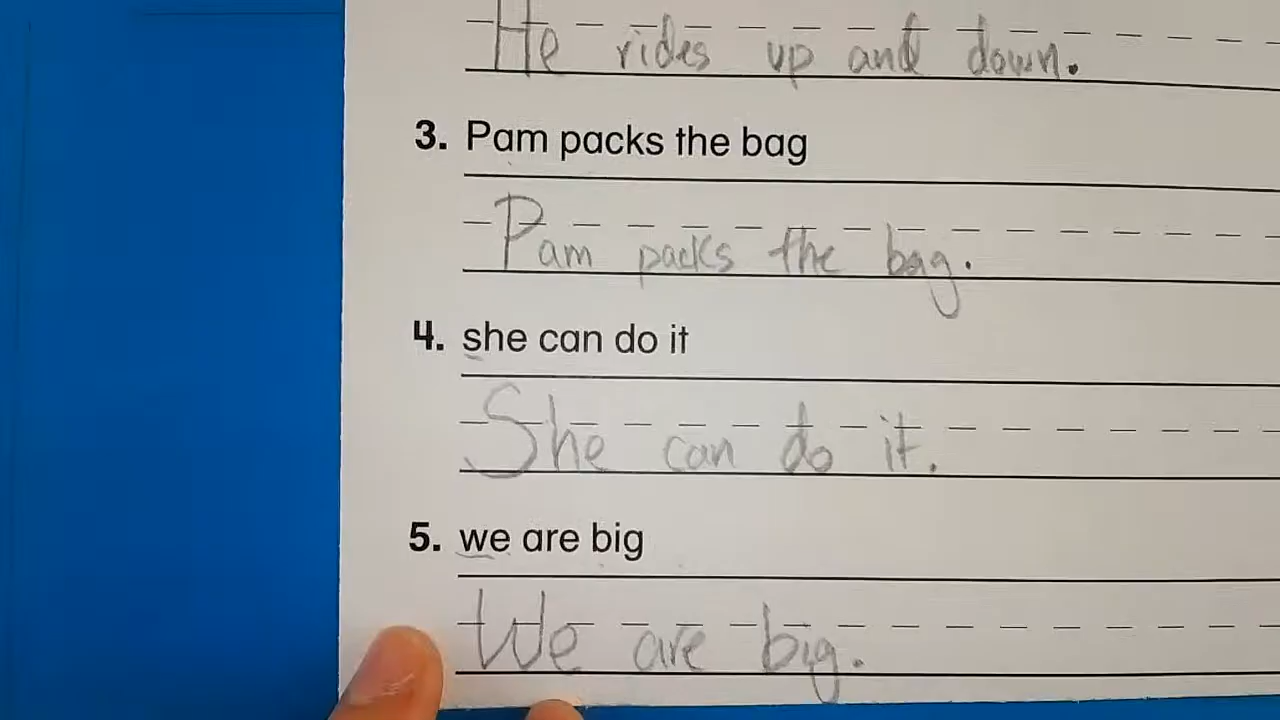 He rides up and down.
3. Pam packs the bag
Pam packs the bag.
4. she can do it
She can do it.
5. we are big
We are big.